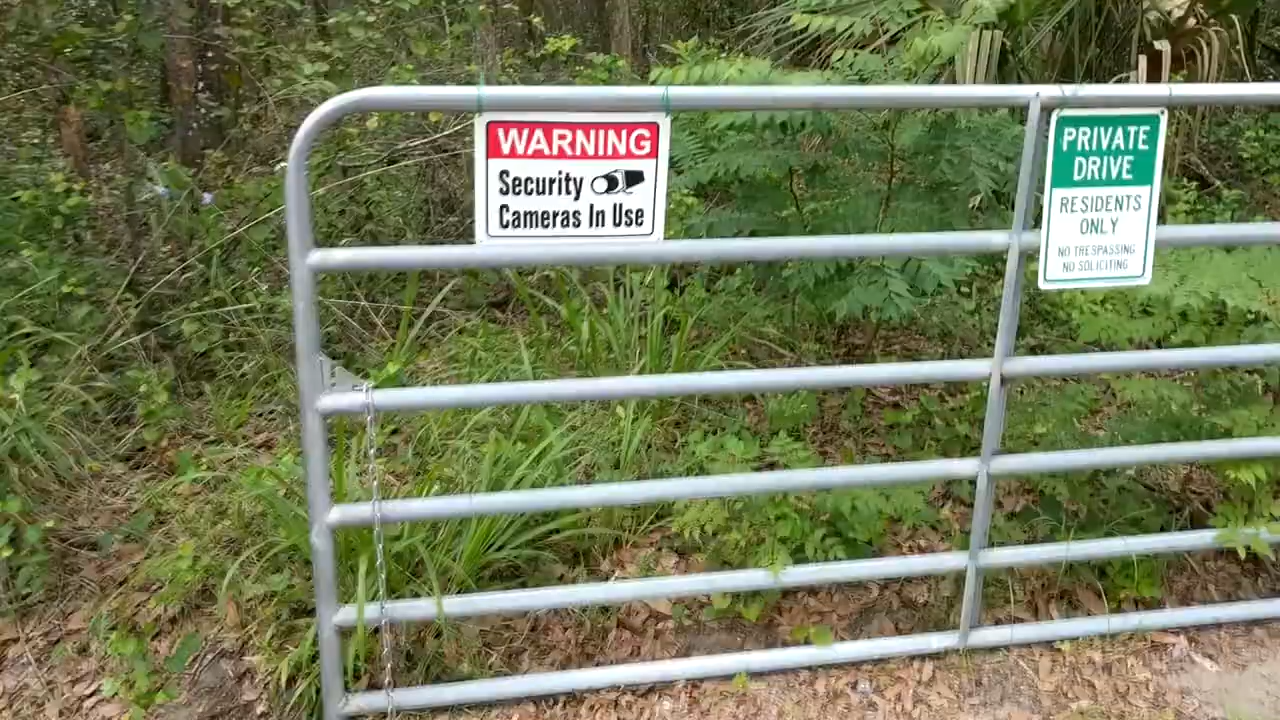 WARNING
Security
Cameras In Use
PRIVATE
DRIVE
RESIDENTS
ONLY
NO TRESPASSING
NO SOLICITING